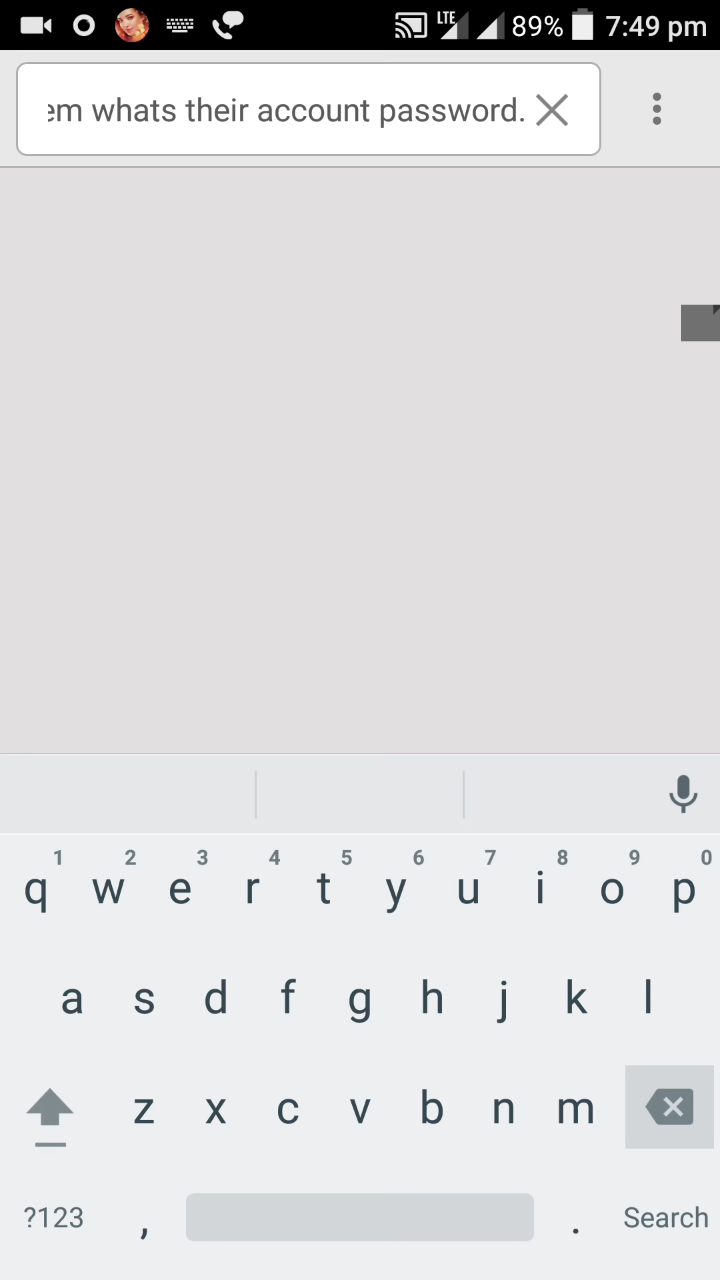 LTE 89% 7:49 pm
em whats their account password.
1 2 3 4 5 6 7 8 9 0
q w e r t y u i o p
a s d f g h j k l
z x c v b n m
?123 , . Search